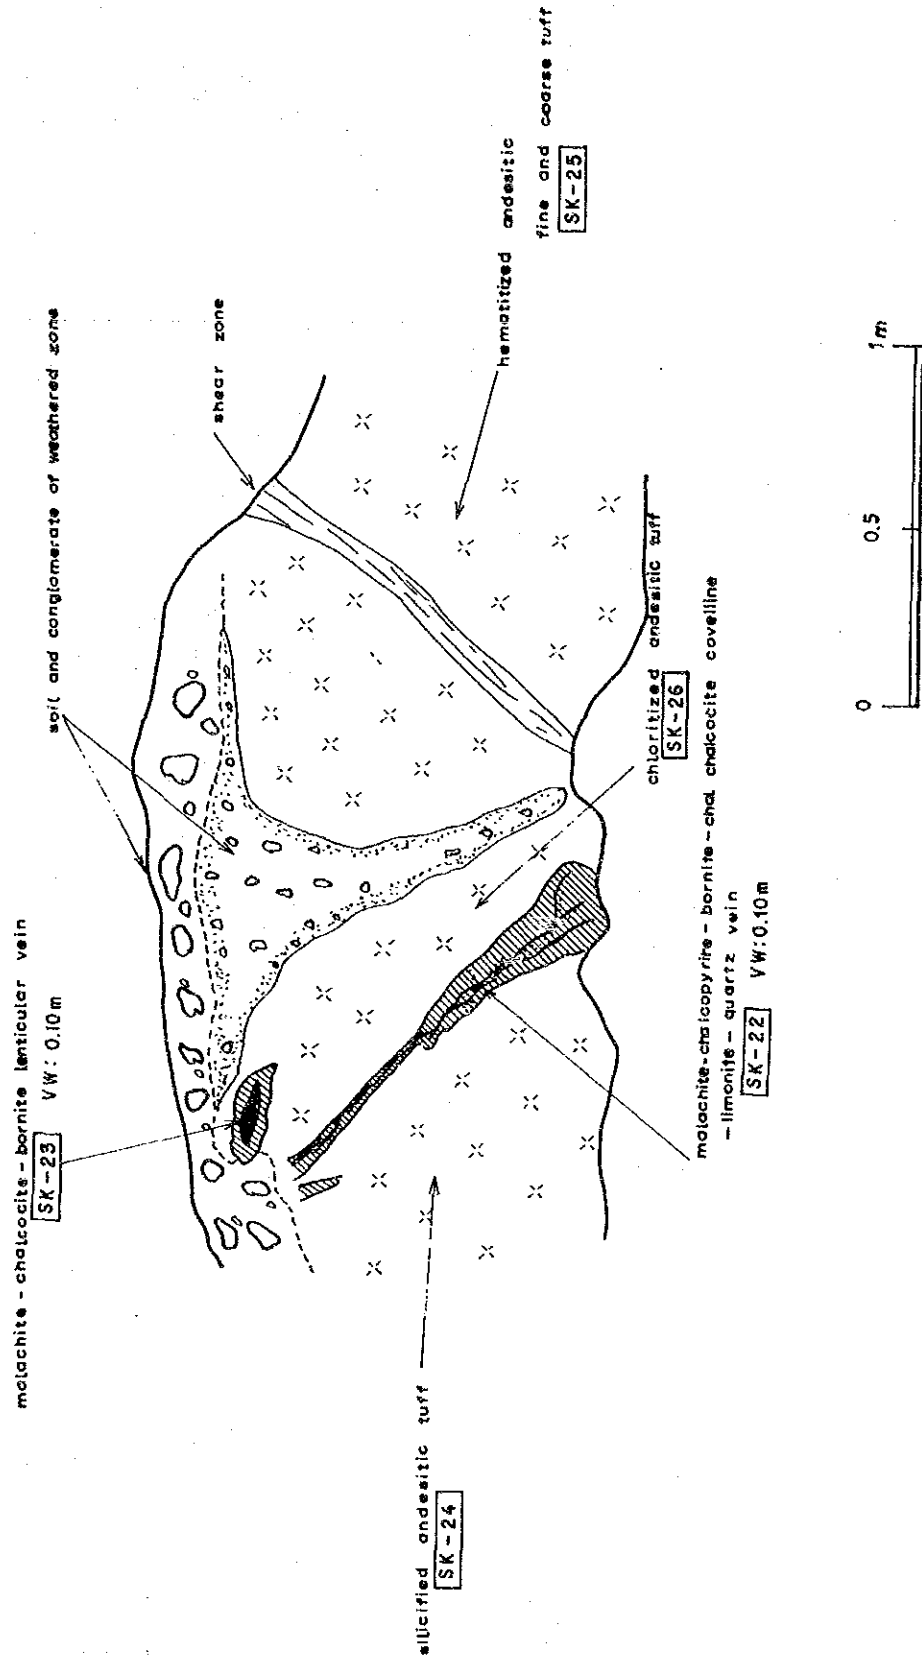 malachite - chalcocite - bornite lenticular vein
SK-23 VW: 0.10m
soil and conglomerate of weathered zone
shear zone
hematitized andesitic
fine and coarse tuff
SK-25
silicified andesitic tuff
SK-24
chloritized andesitic tuff
SK-26
malachite-chalcopyrite - bornite - chal chalcocite covelline
- limonite - quartz vein
SK-22 VW: 0.10m
0 0.5 1m